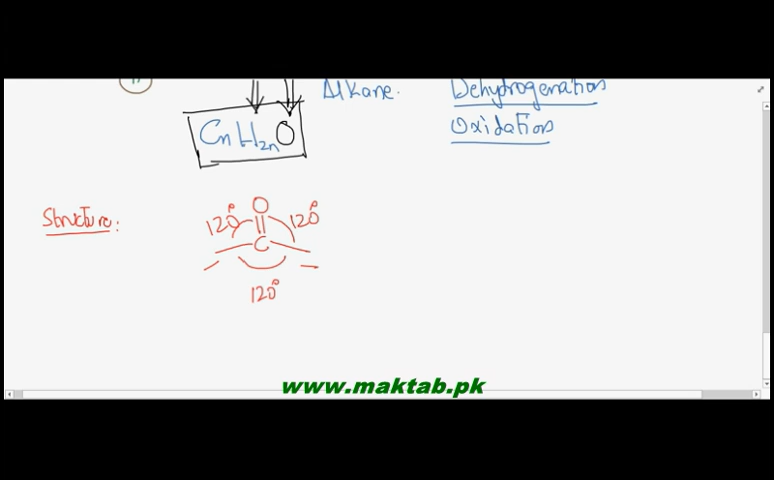 Alkane.
Dehydrogenation
Oxidation
CnH2nO
Structure:
O
120° 120°
C
120°
www.maktab.pk